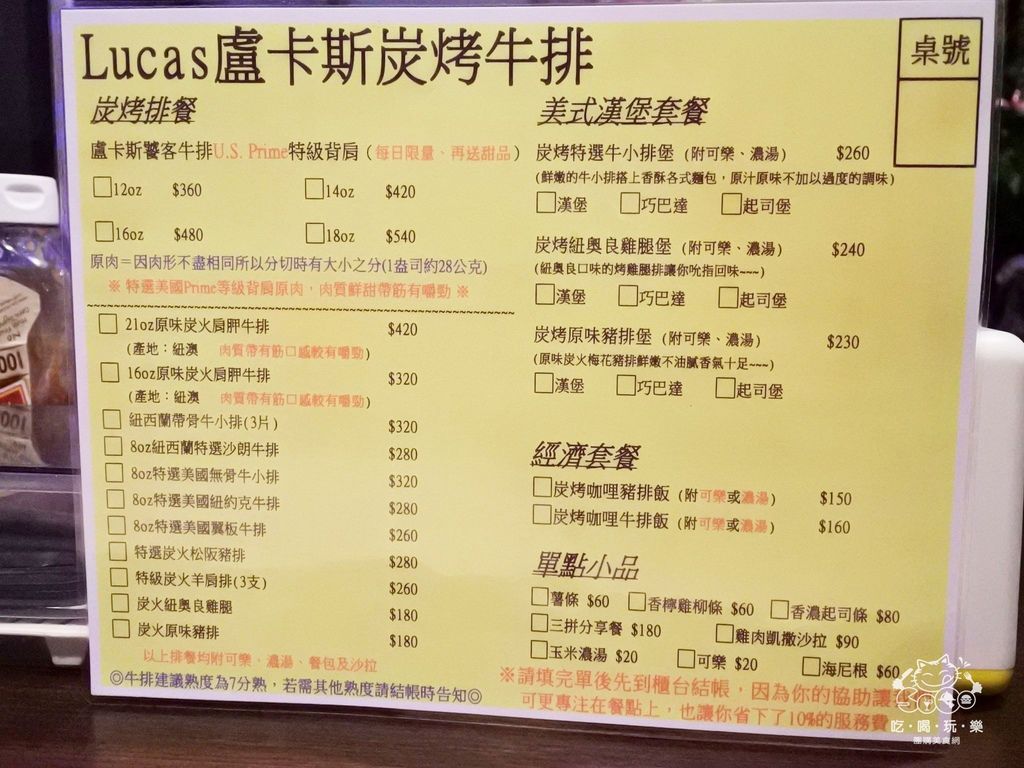 Lucas盧卡斯炭烤牛排
桌號
炭烤排餐
盧卡斯饕客牛排U.S. Prime特級背肩（每日限量、再送甜品）
□12oz $360 □14oz $420
□16oz $480 □18oz $540
原肉＝因肉形不盡相同所以分切時有大小之分(1盎司約28公克)
※ 特選美國Prime等級背肩原肉，肉質鮮甜帶筋有嚼勁 ※
□ 21oz原味炭火肩胛牛排 $420
(產地：紐澳 肉質帶有筋口感較有嚼勁)
□ 16oz原味炭火肩胛牛排 $320
(產地：紐澳 肉質帶有筋口感較有嚼勁)
□ 紐西蘭帶骨牛小排(3片) $320
□ 8oz紐西蘭特選沙朗牛排 $280
□ 8oz特選美國無骨牛小排 $320
□ 8oz特選美國紐約克牛排 $280
□ 8oz特選美國翼板牛排 $260
□ 特選炭火松阪豬排 $280
□ 特級炭火羊肩排(3支) $260
□ 炭火紐奧良雞腿 $180
□ 炭火原味豬排 $180
以上排餐均附可樂、濃湯、餐包及沙拉
◎牛排建議熟度為7分熟，若需其他熟度請結帳時告知◎
美式漢堡套餐
炭烤特選牛小排堡（附可樂、濃湯） $260
(鮮嫩的牛小排搭上香酥各式麵包，原汁原味不加以過度的調味)
□漢堡 □巧巴達 □起司堡
炭烤紐奧良雞腿堡（附可樂、濃湯） $240
(紐奧良口味的烤雞腿排讓你吮指回味~~~)
□漢堡 □巧巴達 □起司堡
炭烤原味豬排堡（附可樂、濃湯） $230
(原味炭火梅花豬排鮮嫩不油膩香氣十足~~~)
□漢堡 □巧巴達 □起司堡
經濟套餐
□炭烤咖哩豬排飯（附可樂或濃湯） $150
□炭烤咖哩牛排飯（附可樂或濃湯） $160
單點小品
□薯條 $60 □香檸雞柳條 $60 □香濃起司條 $80
□三拼分享餐 $180 □雞肉凱撒沙拉 $90
□玉米濃湯 $20 □可樂 $20 □海尼根 $60
※請填完單後先到櫃台結帳，因為你的協助讓
可更專注在餐點上，也讓你省下了10%的服務費
吃・喝・玩・樂
團購美食網
1001